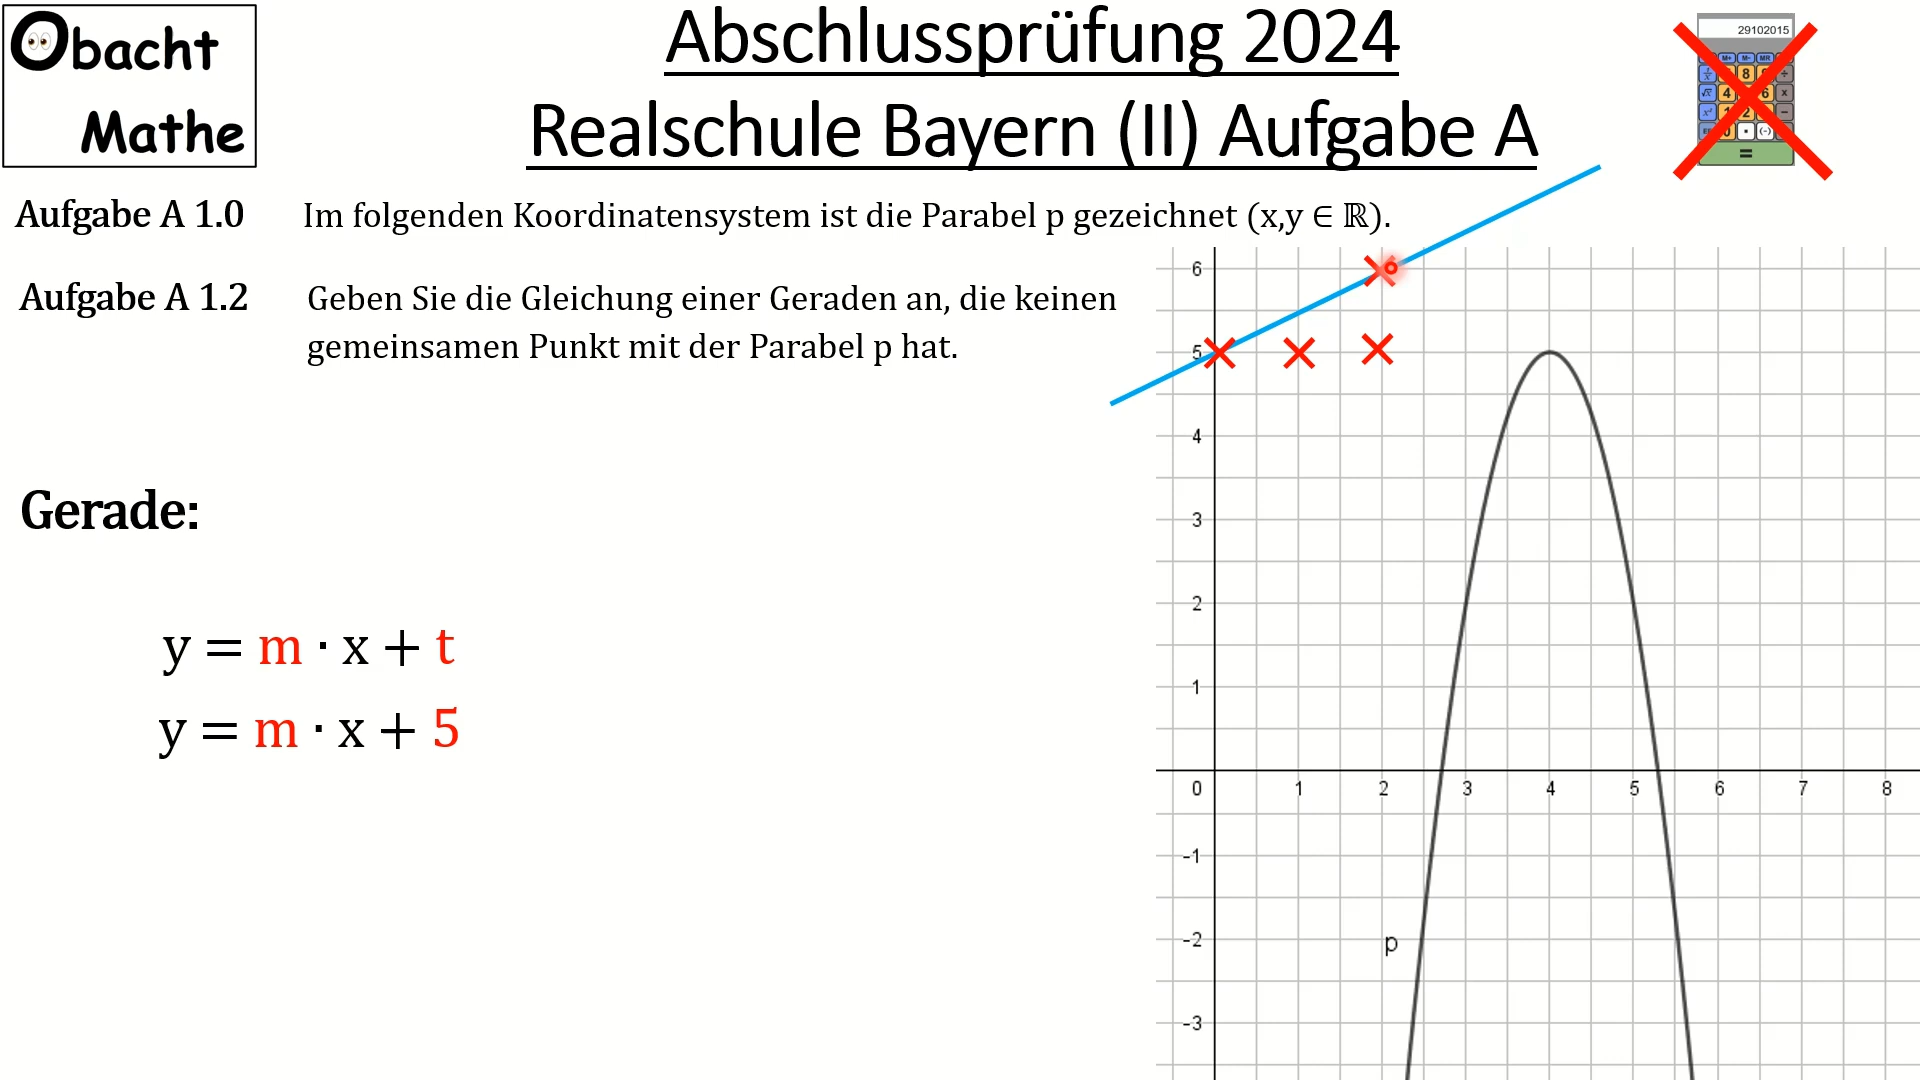 Obacht
Mathe
Abschlussprüfung 2024
Realschule Bayern (II) Aufgabe A
29102015
Aufgabe A 1.0 Im folgenden Koordinatensystem ist die Parabel p gezeichnet (x,y ∈ ℝ).
Aufgabe A 1.2 Geben Sie die Gleichung einer Geraden an, die keinen
gemeinsamen Punkt mit der Parabel p hat.
Gerade:
y = m · x + t
y = m · x + 5
6
5
4
3
2
1
0 1 2 3 4 5 6 7 8
-1
-2
p
-3